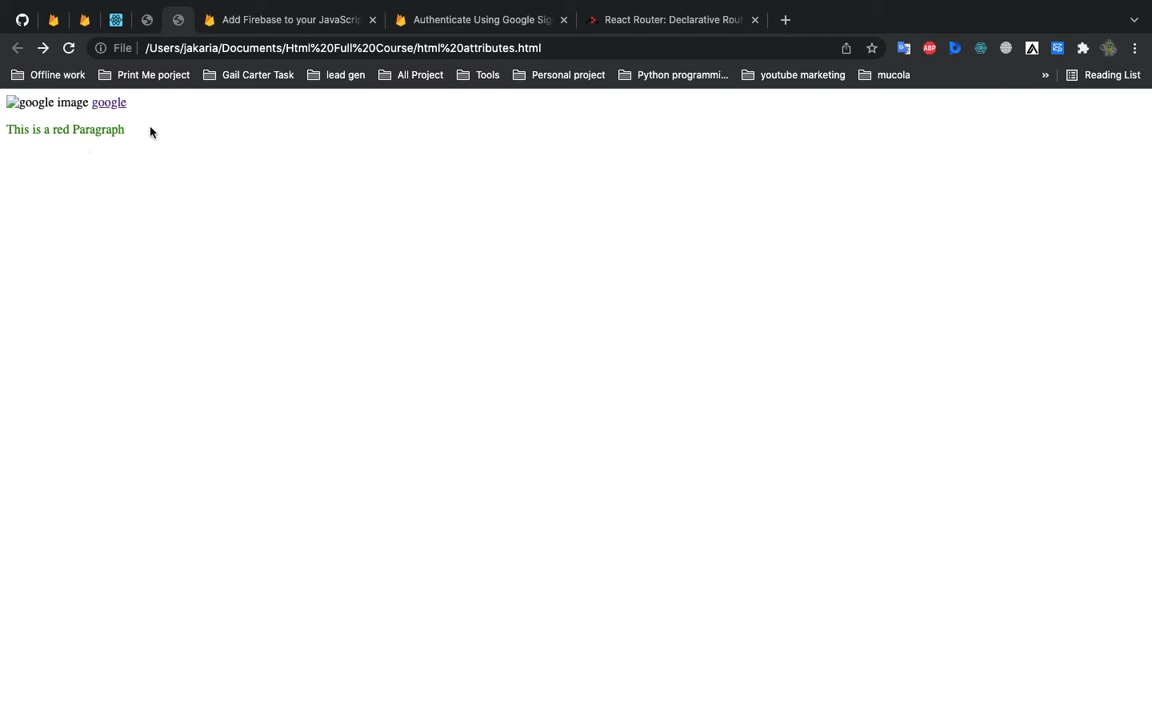 Add Firebase to your JavaScrip
Authenticate Using Google Sig
React Router: Declarative Rout
File /Users/jakaria/Documents/Html%20Full%20Course/html%20attributes.html
ABP
Offline work Print Me porject Gail Carter Task lead gen All Project Tools Personal project Python programmi... youtube marketing mucola » Reading List
google image google
This is a red Paragraph